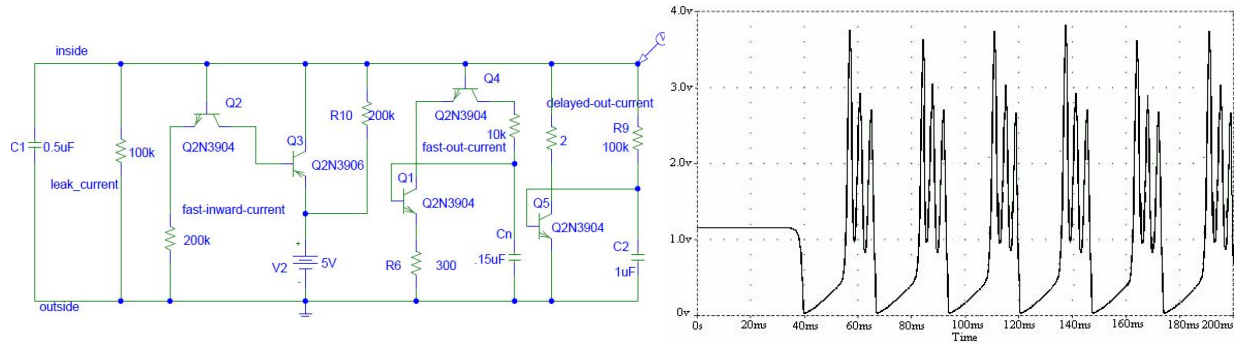 inside
Q2
Q2N3904
C1
0.5uF
100k
leak_current
Q3
Q2N3906
R10
200k
fast-inward-current
200k
V2
+
5V
-
outside
Q4
Q2N3904
10k
fast-out-current
Q1
Q2N3904
R6
300
Cn
.15uF
delayed-out-current
2
R9
100k
Q5
Q2N3904
C2
1uF
V
4.0v
3.0v
2.0v
1.0v
0v
0s
20ms
40ms
60ms
80ms
100ms
120ms
140ms
160ms
180ms
200ms
Time